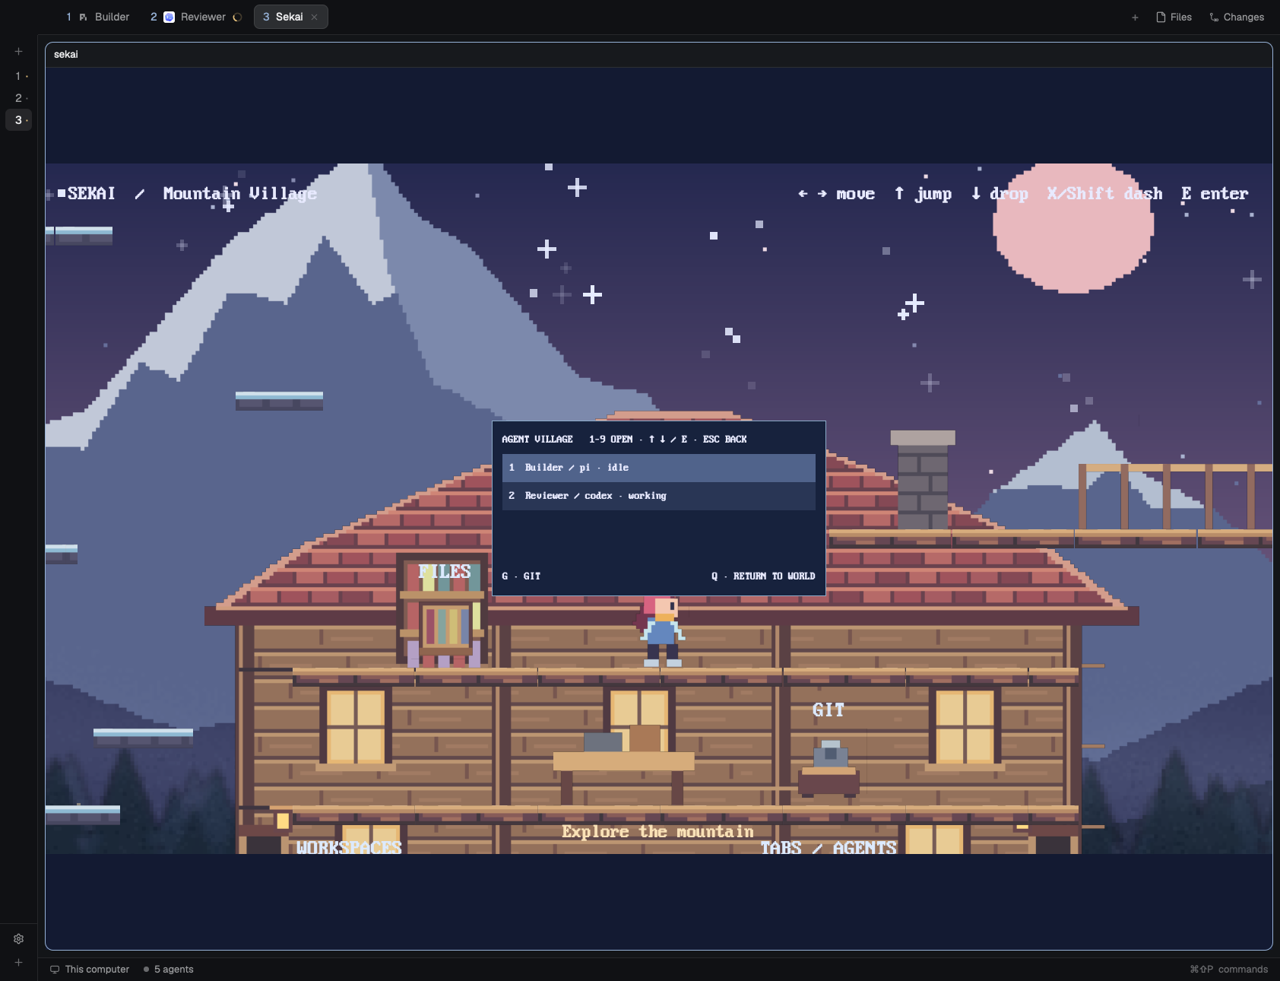 1 Builder
2 Reviewer
3 Sekai ×
+ Files Changes
+
1 ·
2 ·
3 ·
sekai
SEKAI / Mountain Village
← → move ↑ jump ↓ drop X/Shift dash E enter
AGENT VILLAGE 1-9 OPEN · ↑ ↓ / E · ESC BACK
1 Builder / pi · idle
2 Reviewer / codex · working
G · GIT
Q · RETURN TO WORLD
FILES
GIT
Explore the mountain
WORKSPACES
TABS / AGENTS
+
This computer
5 agents
⌘⇧P commands